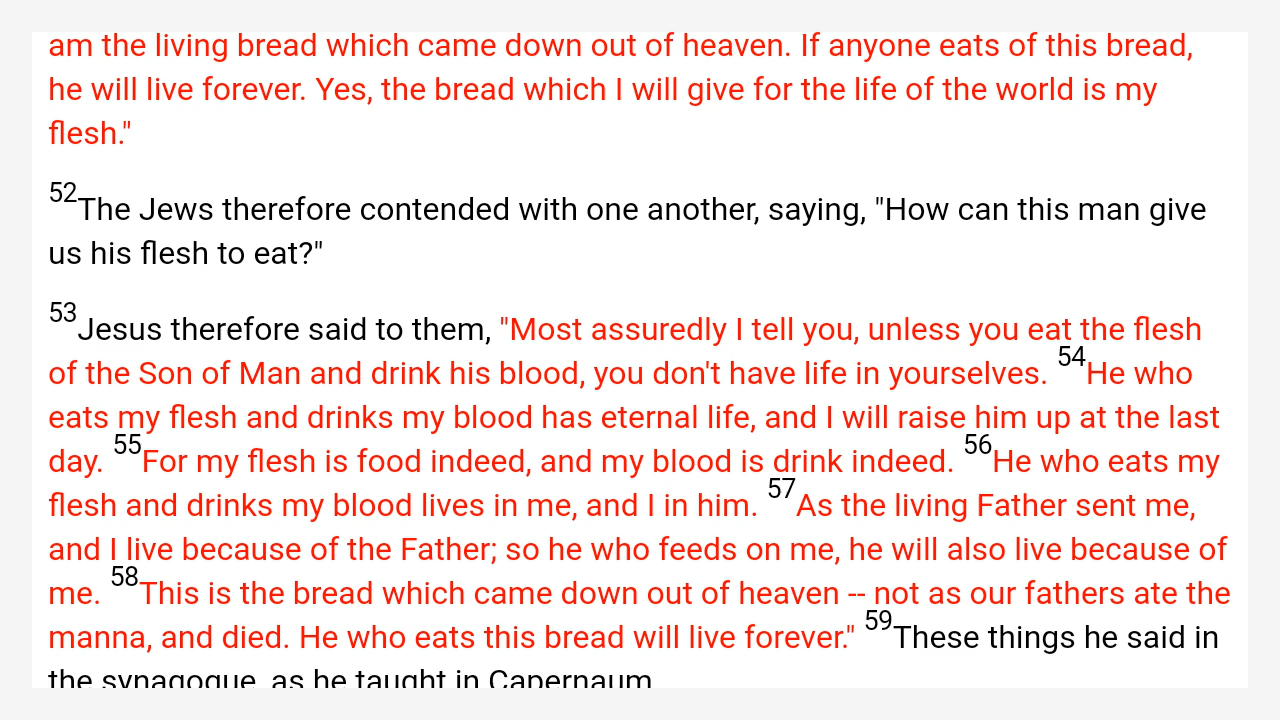 am the living bread which came down out of heaven. If anyone eats of this bread,
he will live forever. Yes, the bread which I will give for the life of the world is my
flesh."
52The Jews therefore contended with one another, saying, "How can this man give
us his flesh to eat?"
53Jesus therefore said to them, "Most assuredly I tell you, unless you eat the flesh
of the Son of Man and drink his blood, you don't have life in yourselves. 54He who
eats my flesh and drinks my blood has eternal life, and I will raise him up at the last
day. 55For my flesh is food indeed, and my blood is drink indeed. 56He who eats my
flesh and drinks my blood lives in me, and I in him. 57As the living Father sent me,
and I live because of the Father; so he who feeds on me, he will also live because of
me. 58This is the bread which came down out of heaven -- not as our fathers ate the
manna, and died. He who eats this bread will live forever." 59These things he said in
the synagogue, as he taught in Capernaum.